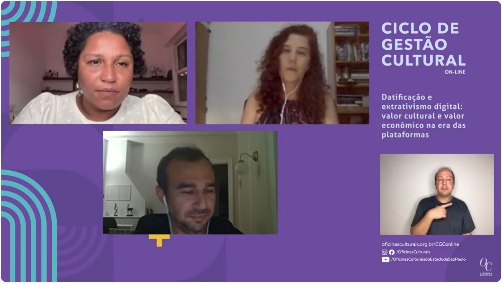 CICLO DE
GESTÃO
CULTURAL
ON-LINE
Datificação e
extrativismo digital:
valor cultural e valor
econômico na era das
plataformas
oficinasculturais.org.br/CGConline
/OficinasCulturais
/OficinasCulturaisdoEstadodeSãoPaulo